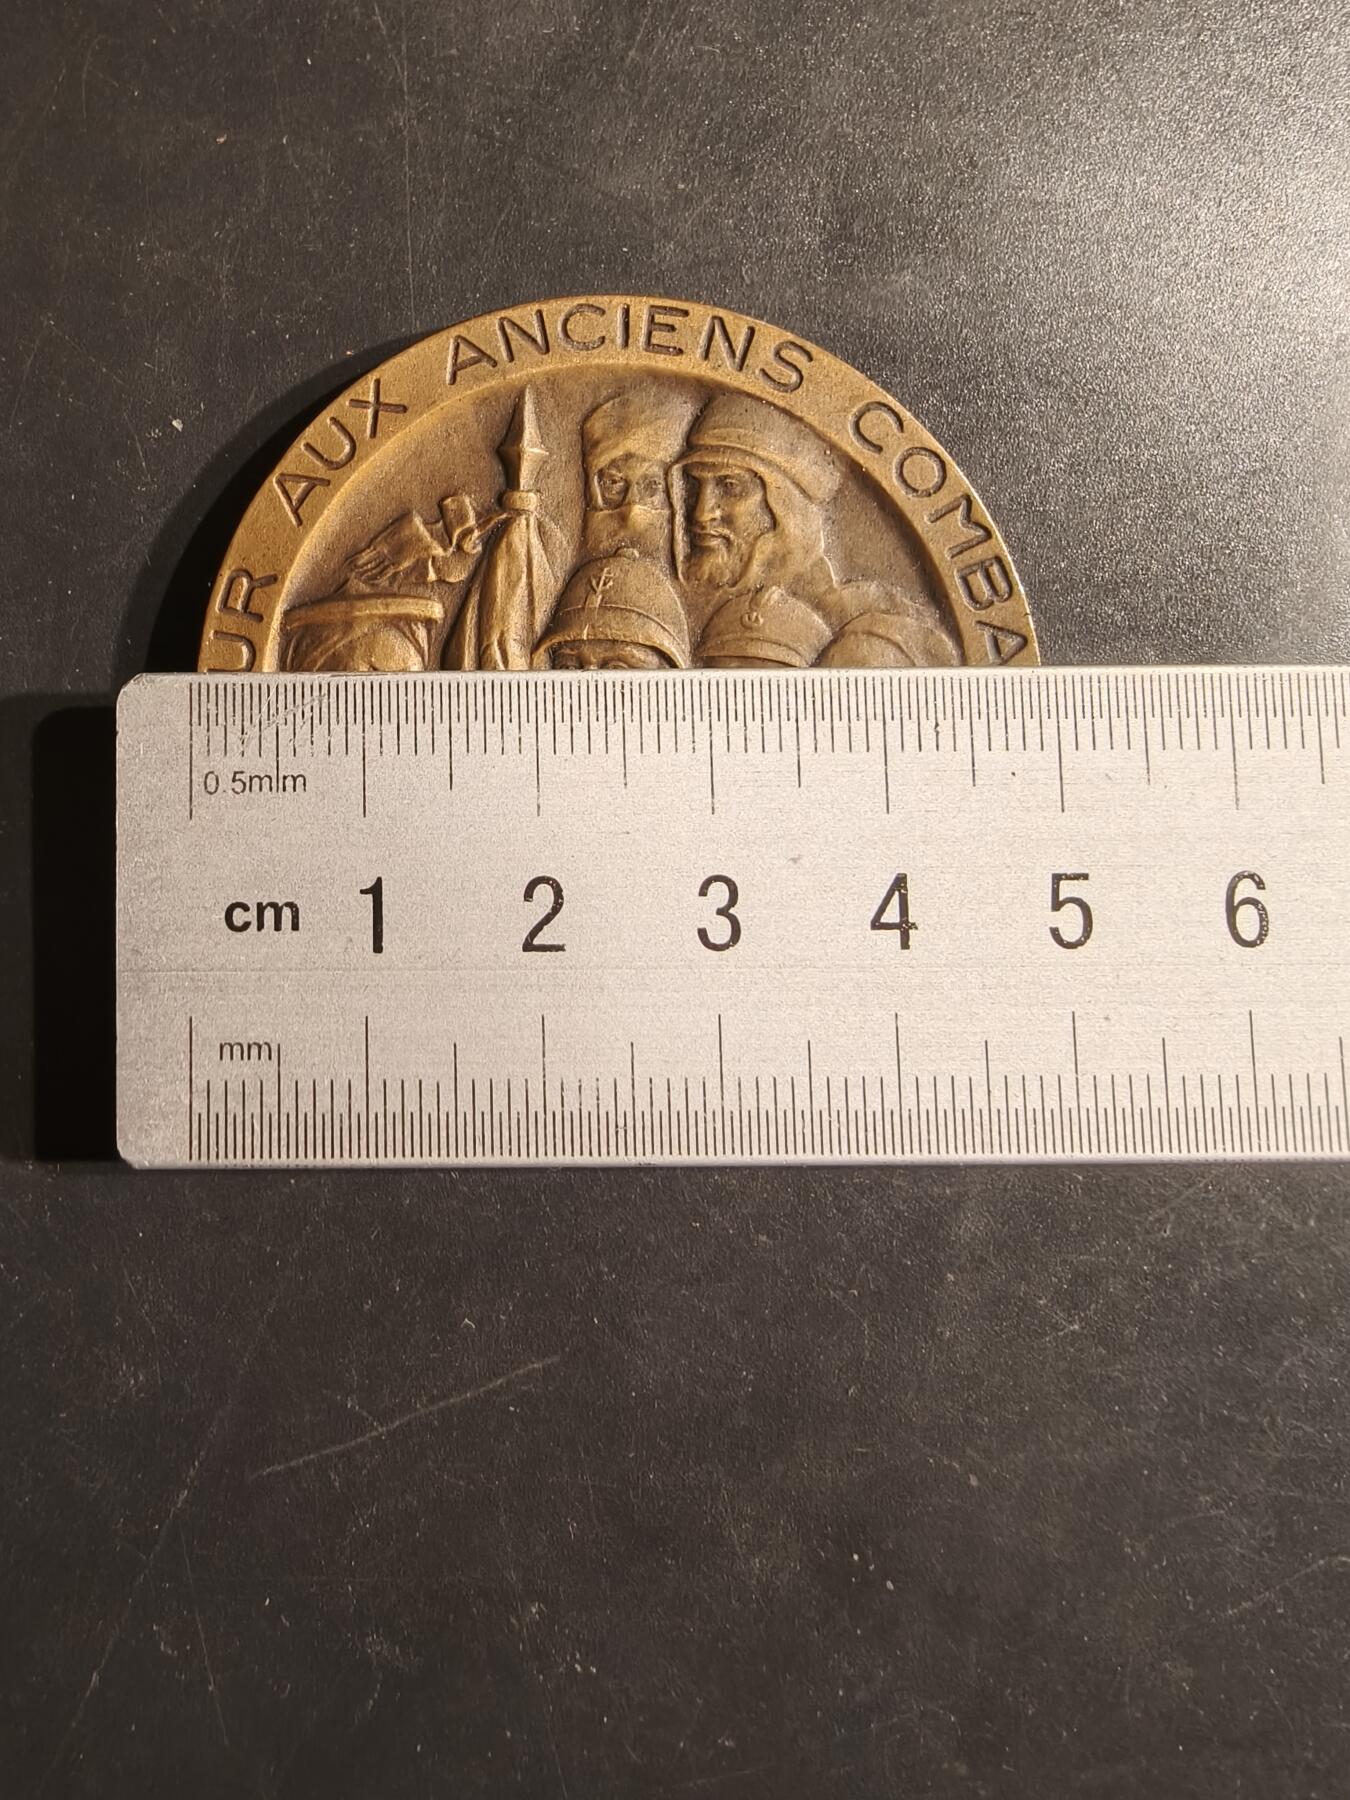 UR AUX ANCIENS COMBA
0.5mm
cm 1 2 3 4 5 6
mm